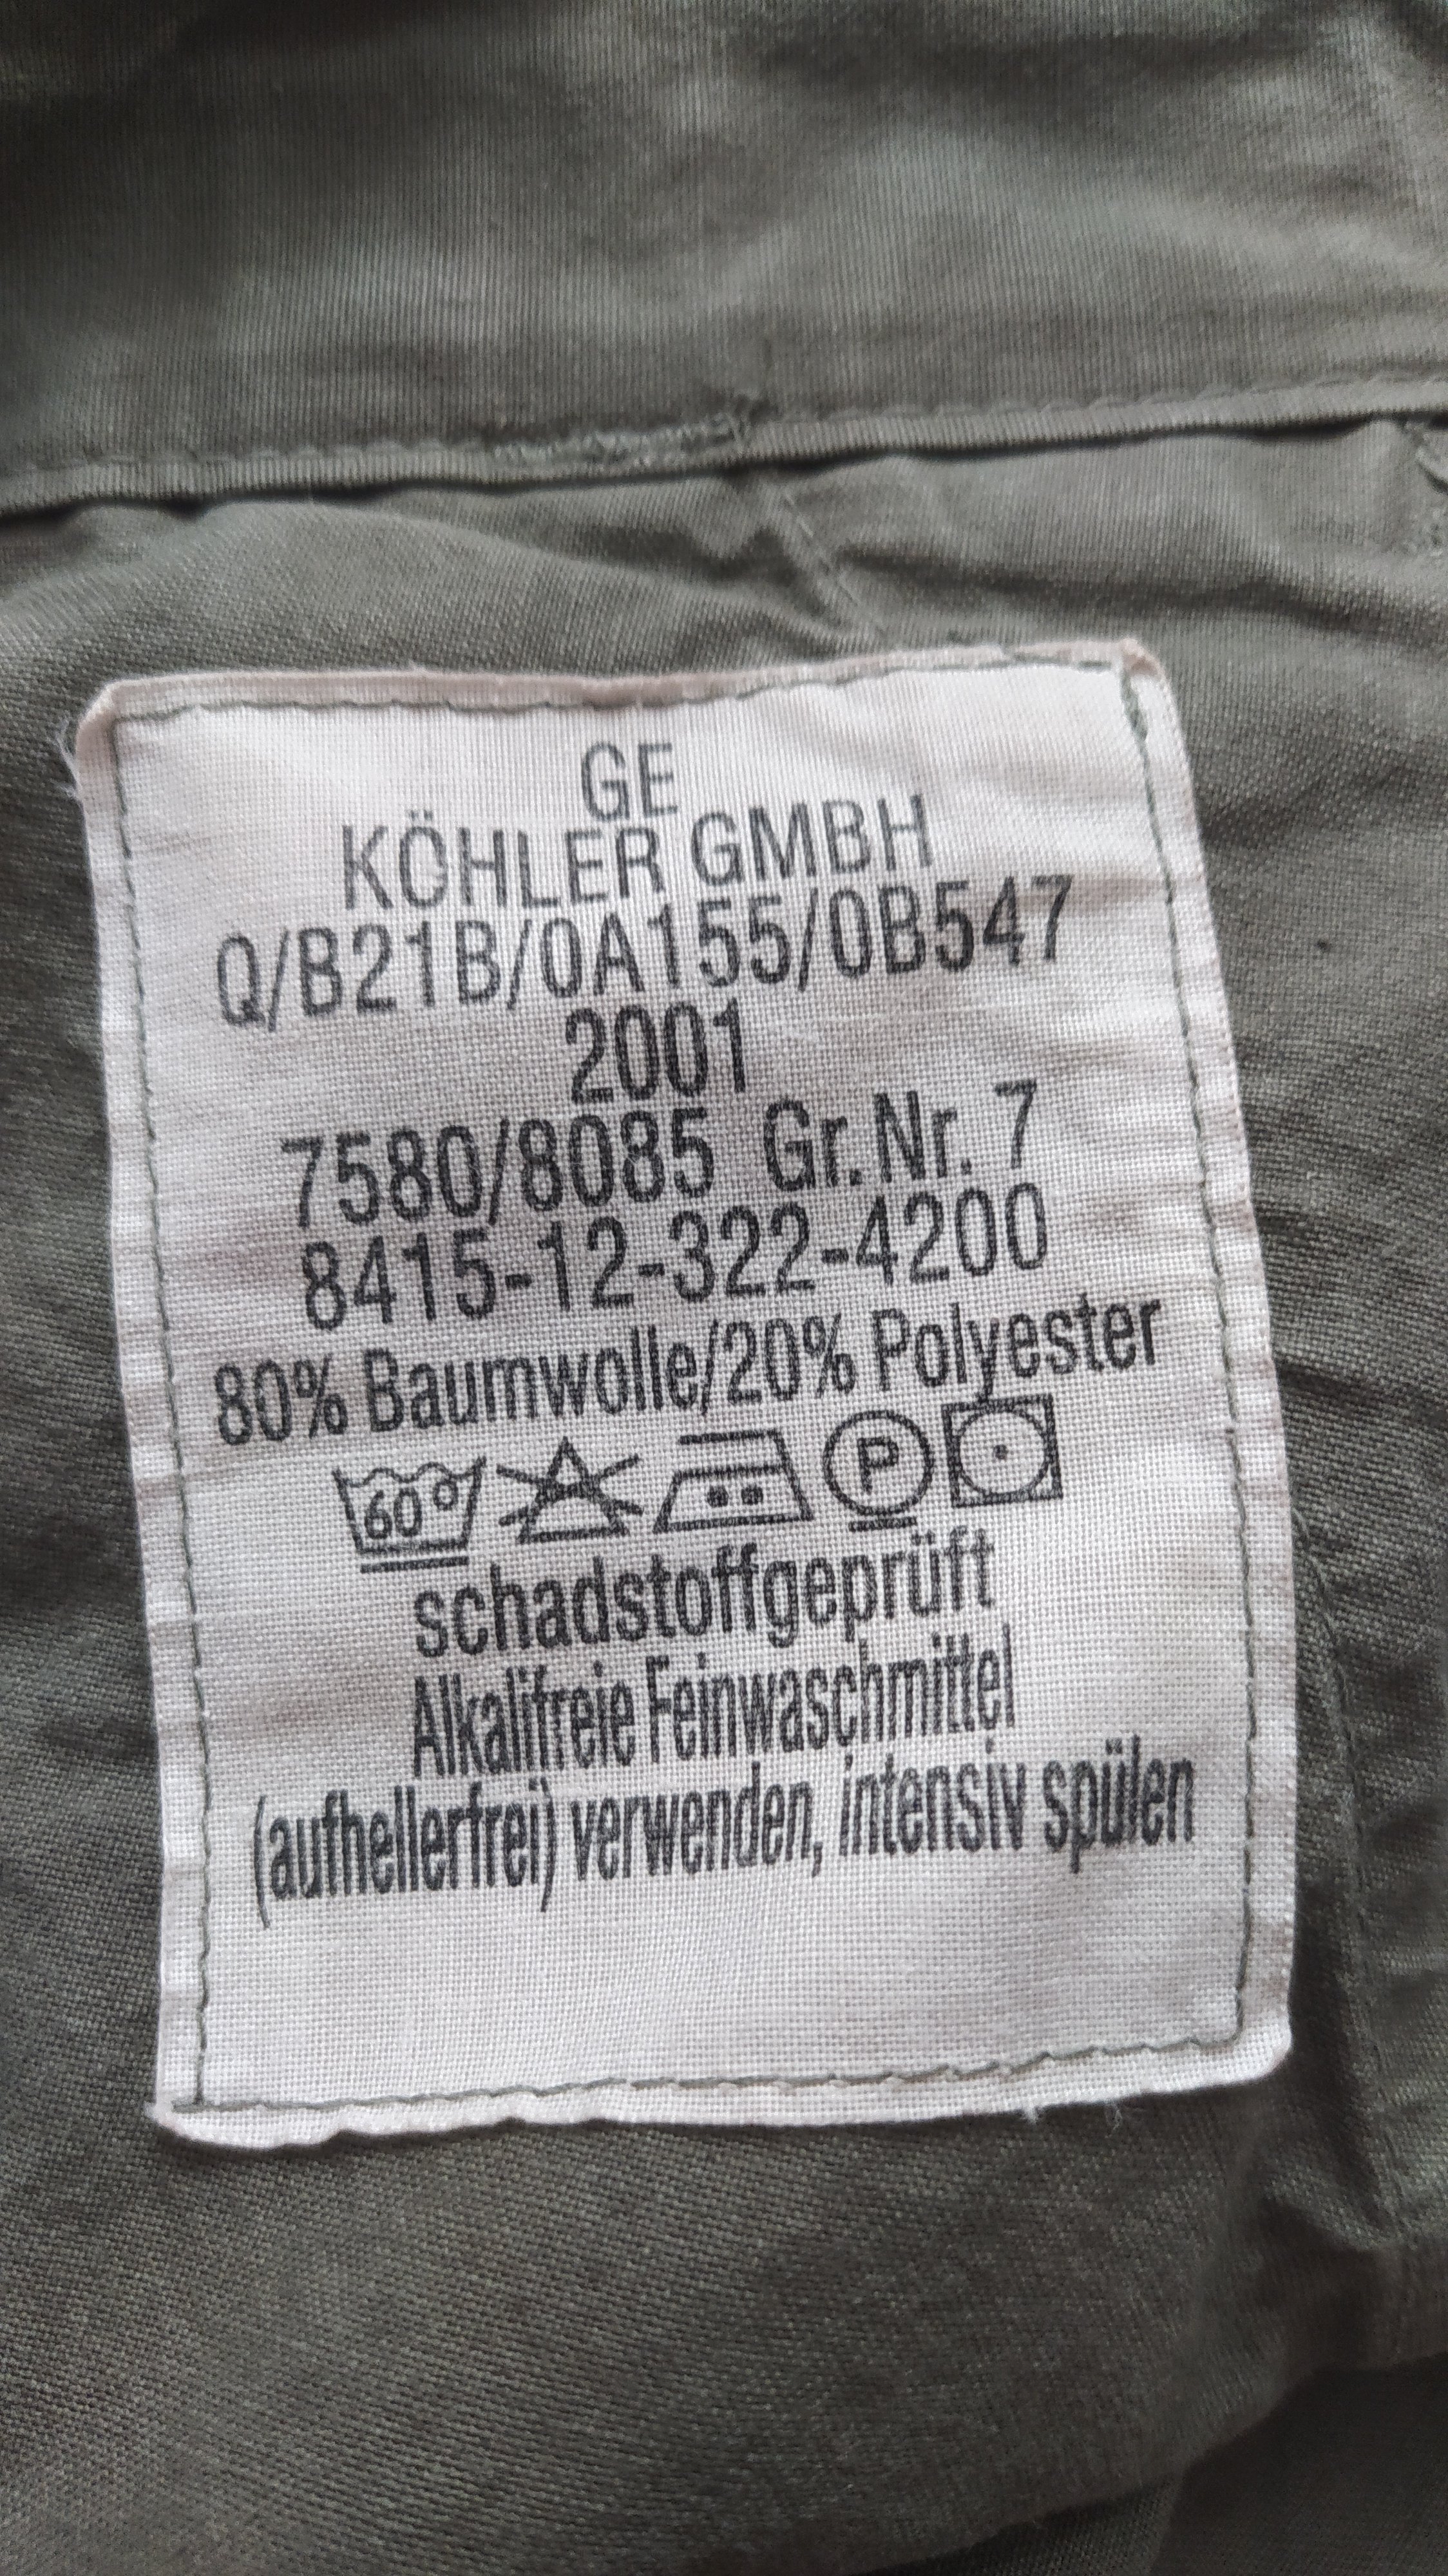 GE
KÖHLER GMBH
Q/B21B/0A155/0B547
2001
7580/8085 Gr. Nr. 7
8415-12-322-4200
80% Baumwolle/20% Polyester
60° P
schadstoffgeprüft
Alkalifreie Feinwaschmittel
(aufhellerfrei) verwenden, intensiv spülen